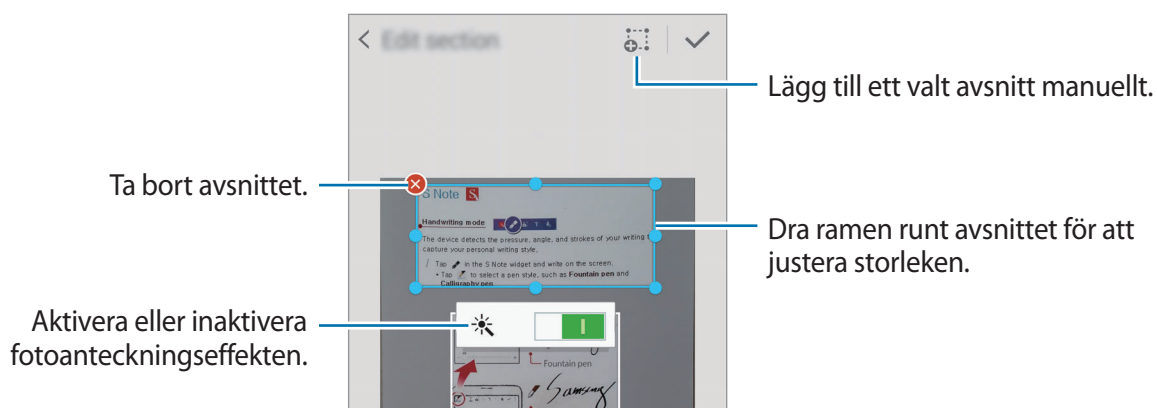 Edit section
Lägg till ett valt avsnitt manuellt.
Ta bort avsnittet.
S Note
Handwriting mode
The device detects the pressure, angle, and strokes of your writing
capture your personal writing style.
/ Tap in the S Note widget and write on the screen.
• Tap to select a pen style, such as Fountain pen and
Calligraphy pen
Dra ramen runt avsnittet för att
justera storleken.
Aktivera eller inaktivera
fotoanteckningseffekten.
Fountain pen
Samsung